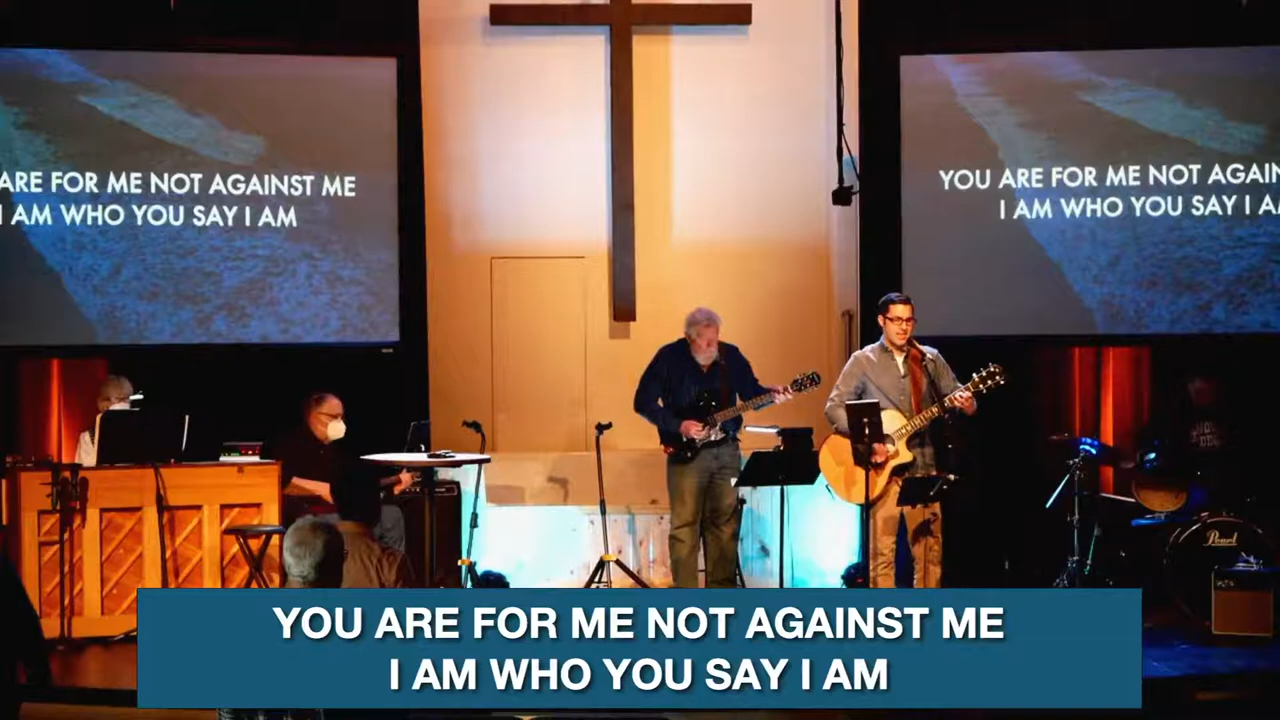 ARE FOR ME NOT AGAINST ME
I AM WHO YOU SAY I AM
YOU ARE FOR ME NOT AGAIN
I AM WHO YOU SAY I AM
Pearl
YOU ARE FOR ME NOT AGAINST ME
I AM WHO YOU SAY I AM